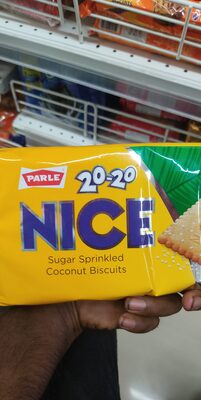 PARLE
20-20
NICE
Sugar Sprinkled
Coconut Biscuits